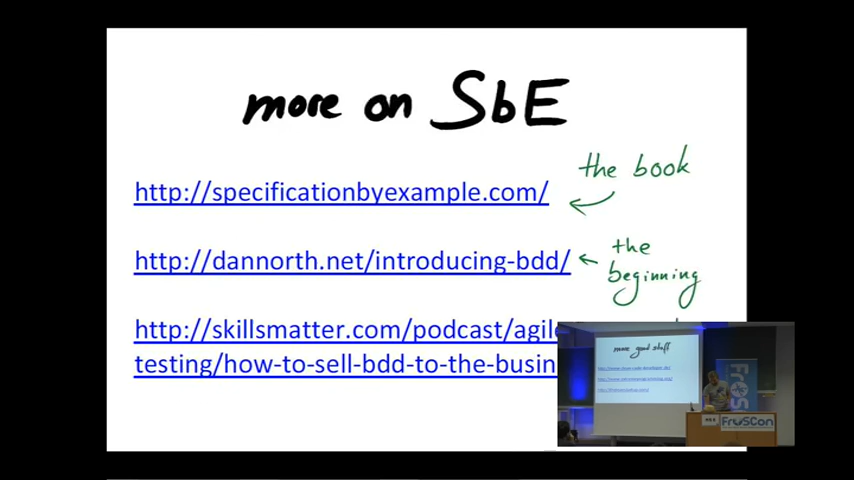 more on SbE
the book
http://specificationbyexample.com/
http://dannorth.net/introducing-bdd/
the
beginning
http://skillsmatter.com/podcast/agile
testing/how-to-sell-bdd-to-the-busin
more good stuff
FrOSCon